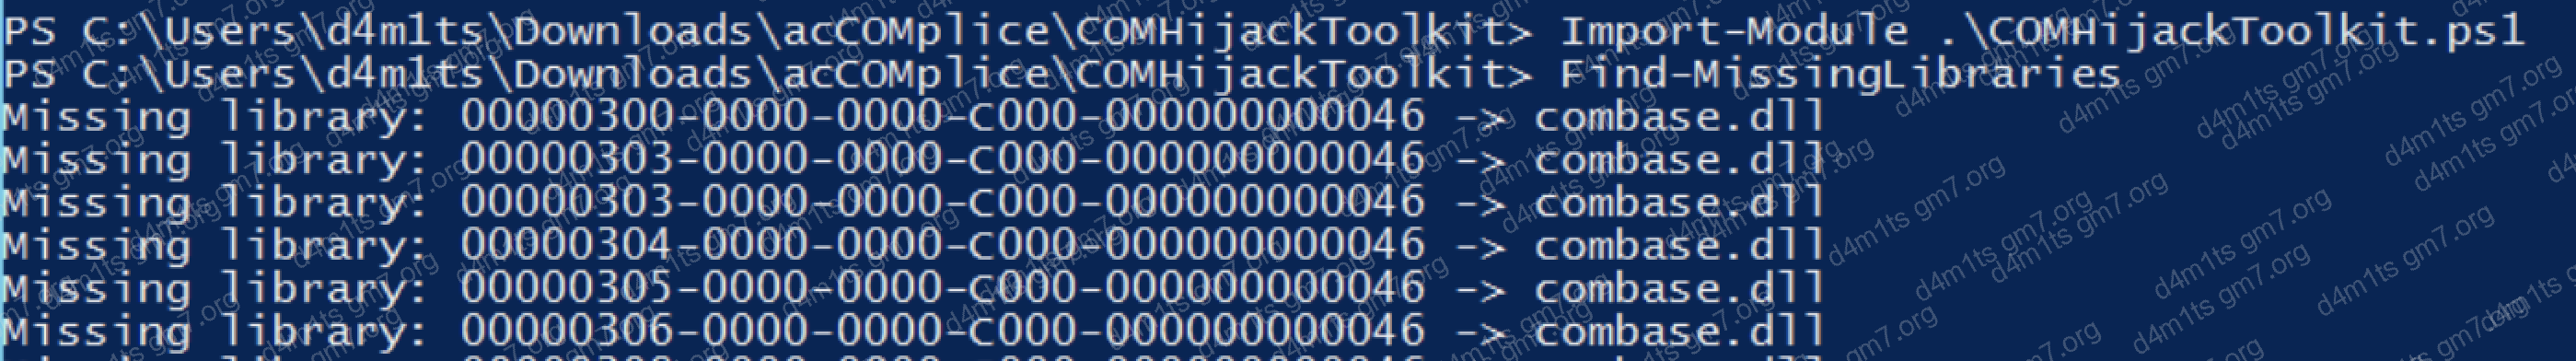 PS C:\Users\d4m1ts\Downloads\acCOMplice\COMHijackToolkit> Import-Module .\COMHijackToolkit.ps1
PS C:\Users\d4m1ts\Downloads\acCOMplice\COMHijackToolkit> Find-MissingLibraries
Missing library: 00000300-0000-0000-C000-000000000046 -> combase.dll
Missing library: 00000303-0000-0000-C000-000000000046 -> combase.dll
Missing library: 00000303-0000-0000-C000-000000000046 -> combase.dll
Missing library: 00000304-0000-0000-C000-000000000046 -> combase.dll
Missing library: 00000305-0000-0000-C000-000000000046 -> combase.dll
Missing library: 00000306-0000-0000-C000-000000000046 -> combase.dll
d4m1ts gm7.org